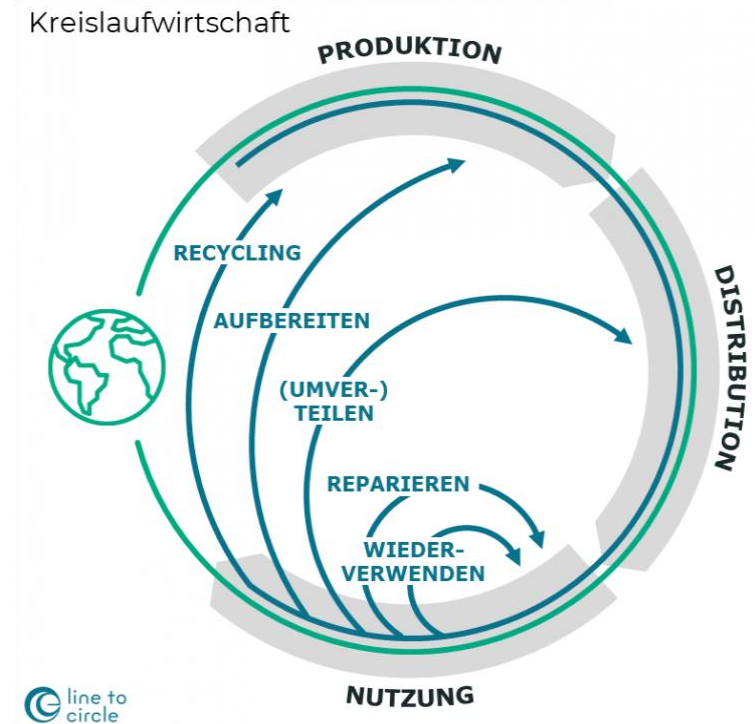 Kreislaufwirtschaft
PRODUKTION
DISTRIBUTION
RECYCLING
AUFBEREITEN
(UMVER-)
TEILEN
REPARIEREN
WIEDER-
VERWENDEN
NUTZUNG
line to
circle